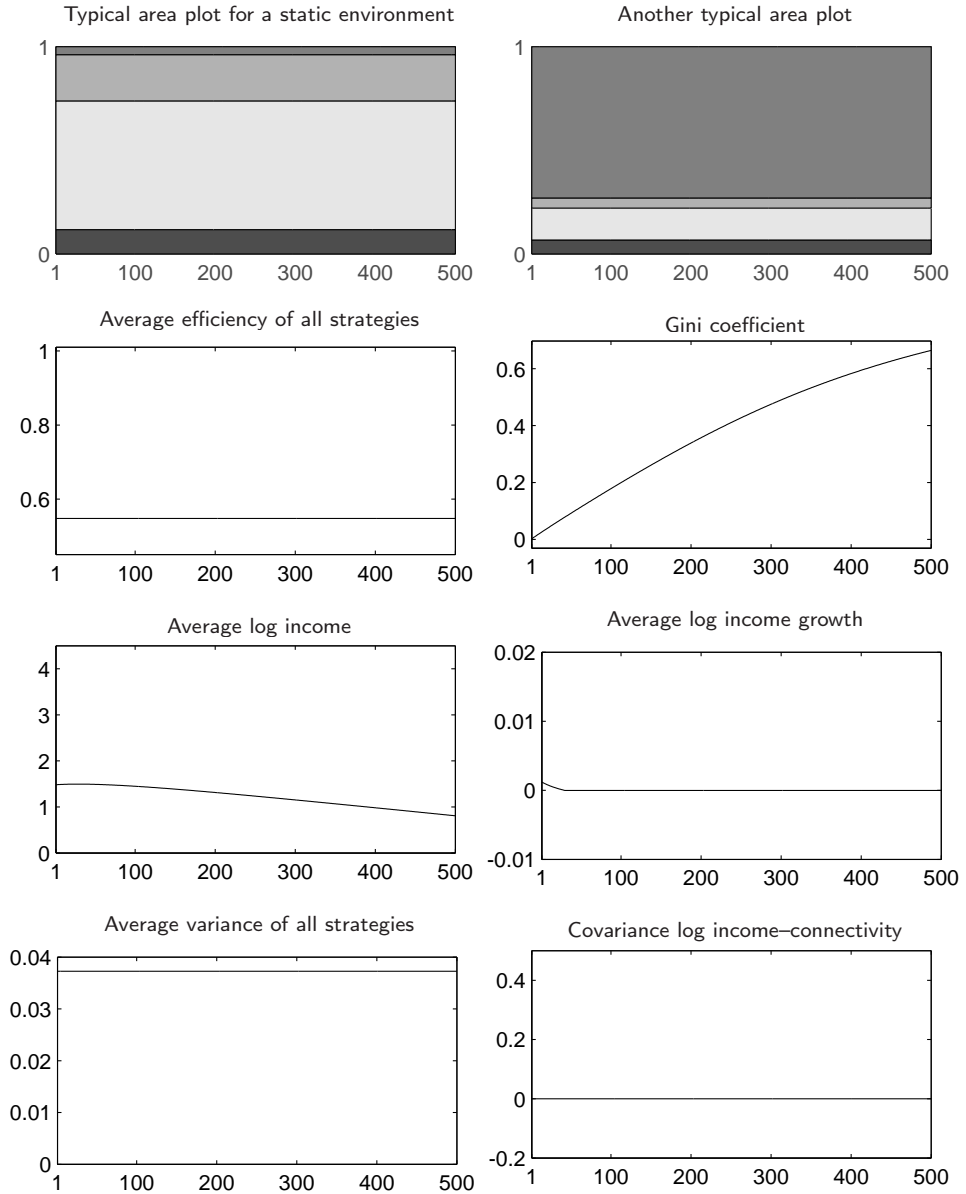 Typical area plot for a static environment
1
0
1 100 200 300 400 500
Another typical area plot
1
0
1 100 200 300 400 500
Average efficiency of all strategies
1
0.8
0.6
1 100 200 300 400 500
Gini coefficient
0.6
0.4
0.2
0
1 100 200 300 400 500
Average log income
4
3
2
1
0
1 100 200 300 400 500
Average log income growth
0.02
0.01
0
-0.01
1 100 200 300 400 500
Average variance of all strategies
0.04
0.03
0.02
0.01
0
1 100 200 300 400 500
Covariance log income–connectivity
0.4
0.2
0
-0.2
1 100 200 300 400 500